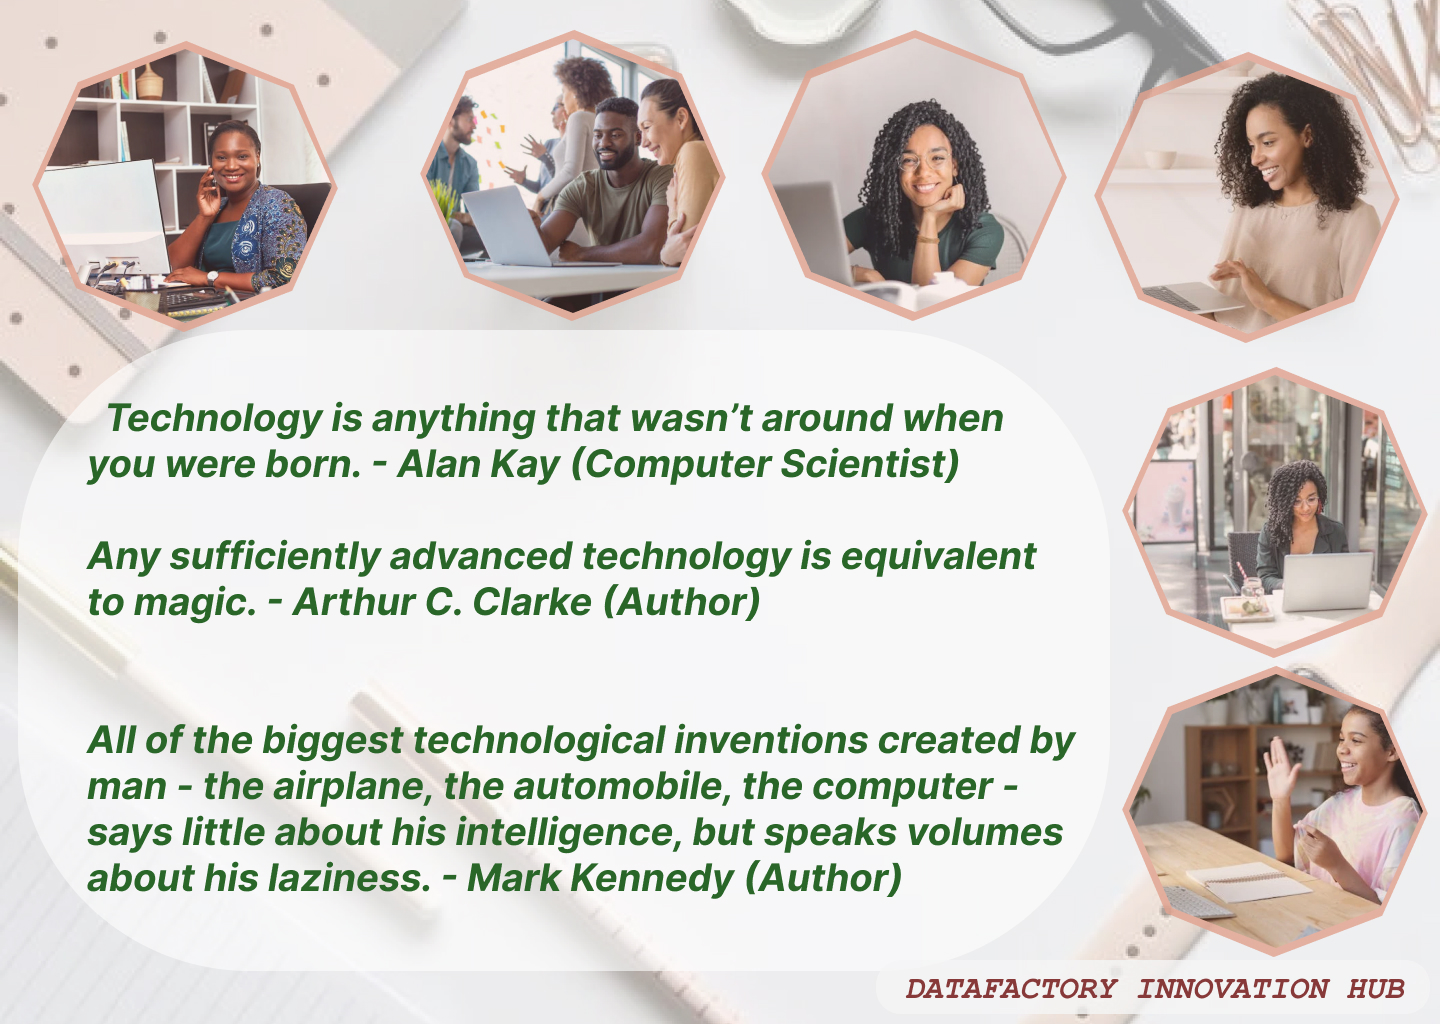 Technology is anything that wasn’t around when
you were born. - Alan Kay (Computer Scientist)
Any sufficiently advanced technology is equivalent
to magic. - Arthur C. Clarke (Author)
All of the biggest technological inventions created by
man - the airplane, the automobile, the computer -
says little about his intelligence, but speaks volumes
about his laziness. - Mark Kennedy (Author)
DATAFACTORY INNOVATION HUB